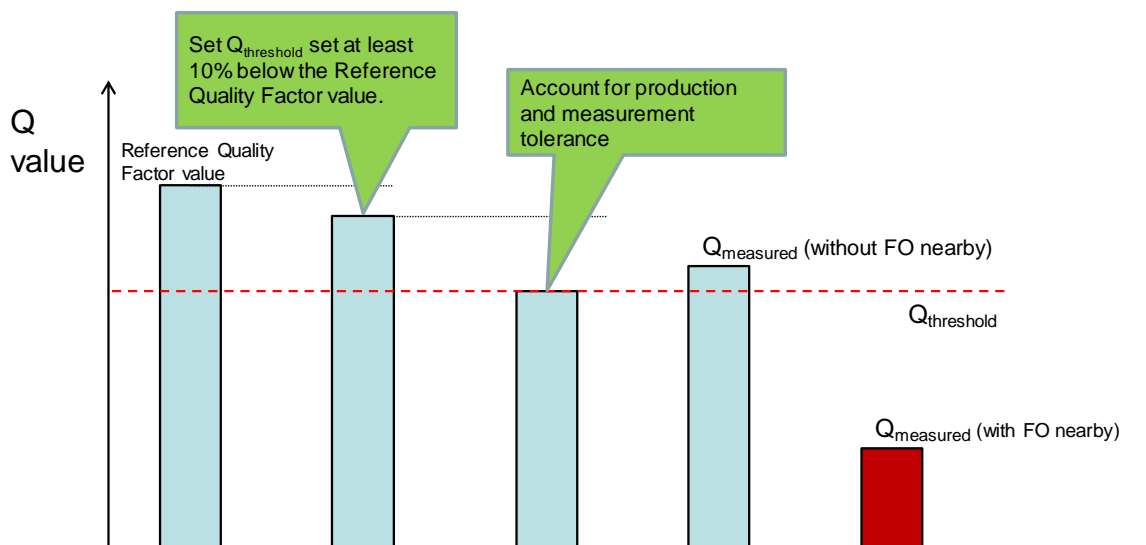 Set Qthreshold set at least
10% below the Reference
Quality Factor value.
Account for production
and measurement
tolerance
Q
value
Reference Quality
Factor value
Qmeasured (without FO nearby)
Qthreshold
Qmeasured (with FO nearby)